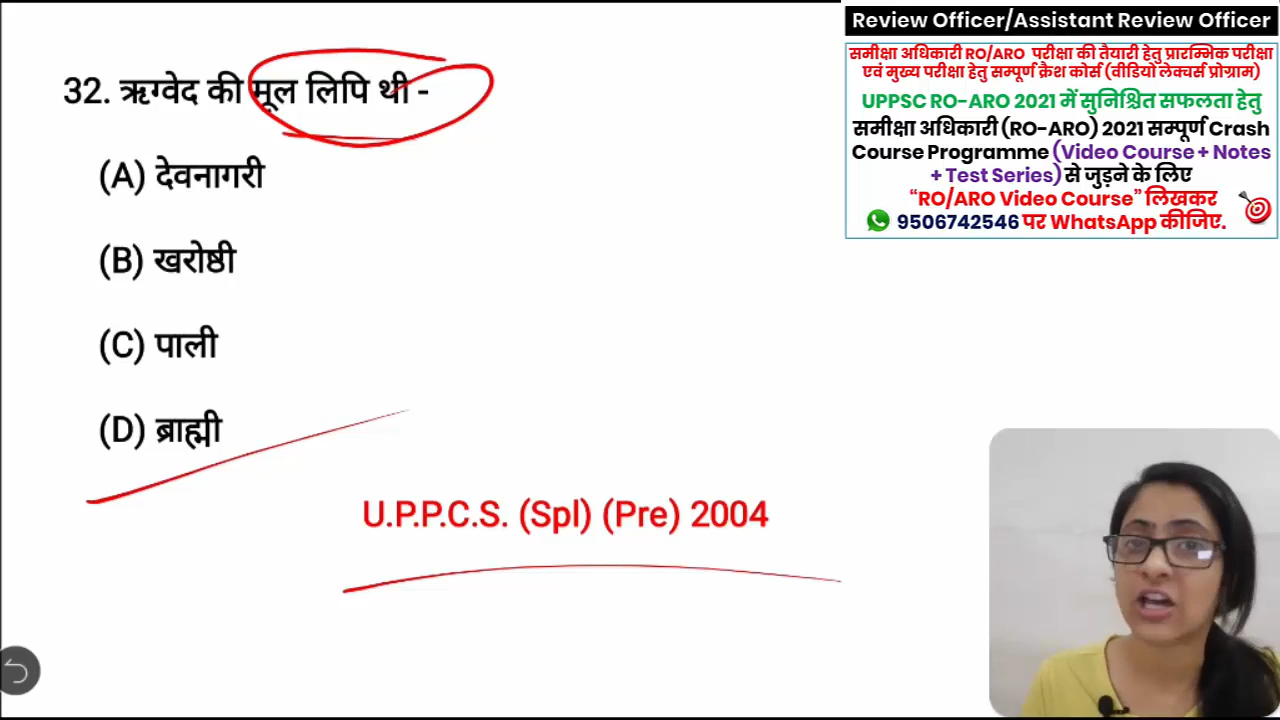 Review Officer/Assistant Review Officer
समीक्षा अधिकारी RO/ARO परीक्षा की तैयारी हेतु प्रारम्भिक परीक्षा
एवं मुख्य परीक्षा हेतु सम्पूर्ण क्रैश कोर्स (वीडियो लेक्चर्स प्रोग्राम)
UPPSC RO-ARO 2021 में सुनिश्चित सफलता हेतु
समीक्षा अधिकारी (RO-ARO) 2021 सम्पूर्ण Crash
Course Programme (Video Course + Notes
+ Test Series) से जुड़ने के लिए
“RO/ARO Video Course” लिखकर
9506742546 पर WhatsApp कीजिए.
32. ऋग्वेद की मूल लिपि थी -
(A) देवनागरी
(B) खरोष्ठी
(C) पाली
(D) ब्राह्मी
U.P.P.C.S. (Spl) (Pre) 2004